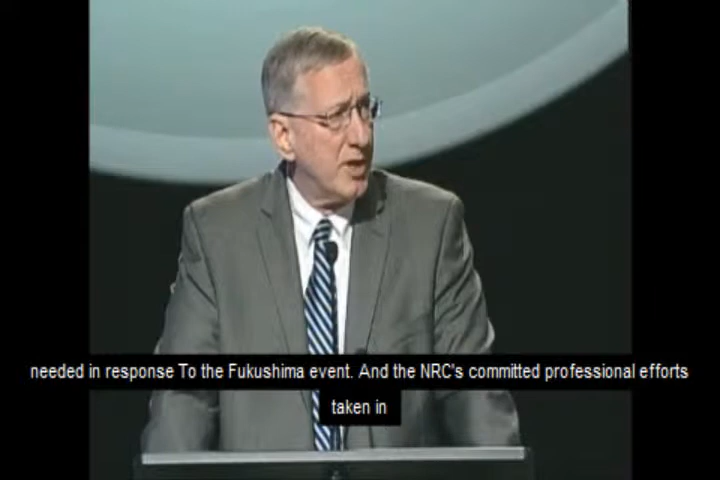 needed in response To the Fukushima event. And the NRC's committed professional efforts
taken in